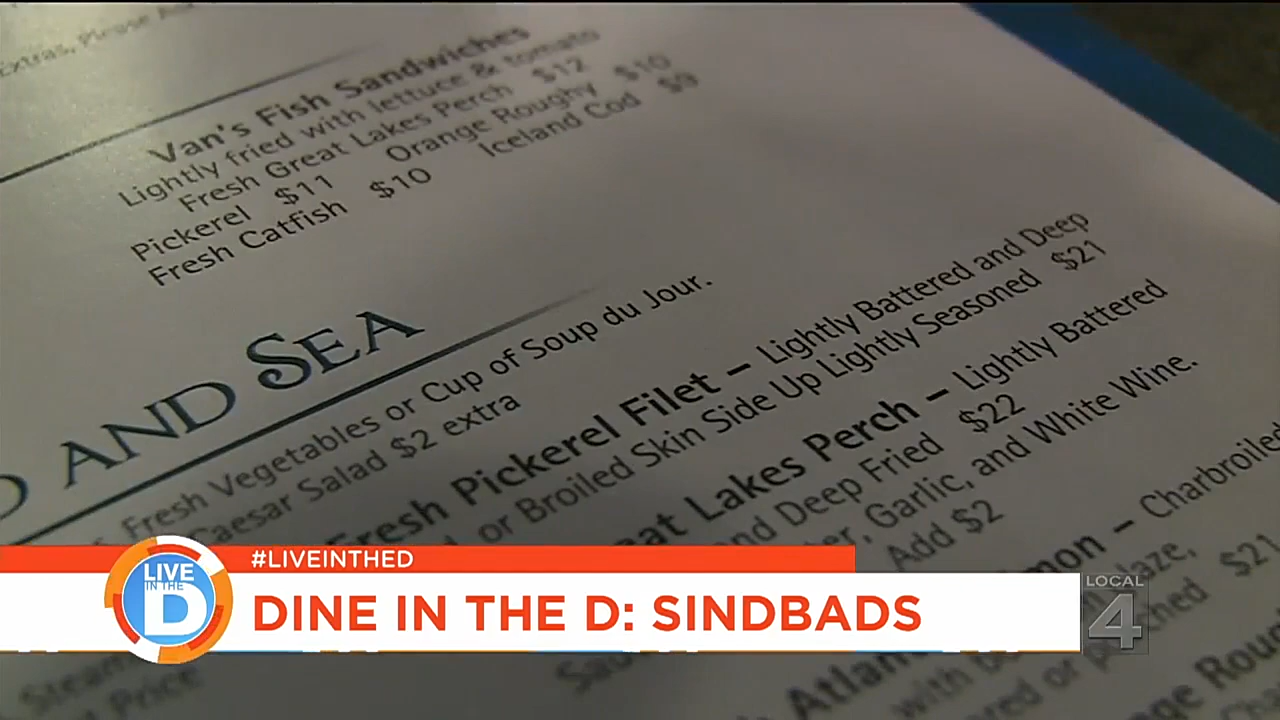 Extras, Please
Van's Fish Sandwiches
Lightly fried with lettuce & tomato
Fresh Great Lakes Perch $12
Pickerel $11 Orange Roughy $10
Fresh Catfish $10 Iceland Cod $9
AND SEA
Fresh Vegetables or Cup of Soup du Jour.
Caesar Salad $2 extra
Fresh Pickerel Filet – Lightly Battered and Deep
or Broiled Skin Side Up Lightly Seasoned $21
Lakes Perch – Lightly Battered
and Deep Fried $22
Garlic, and White Wine.
Add $2
– Charbroiled
$21
Price
#LIVEINTHED
LIVE
IN THE
D
DINE IN THE D: SINDBADS
LOCAL
4